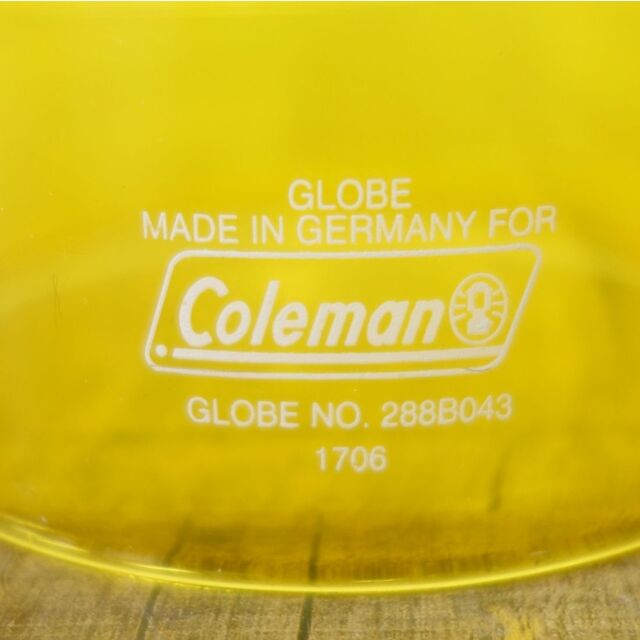 GLOBE
MADE IN GERMANY FOR
Coleman
GLOBE NO. 288B043
1706